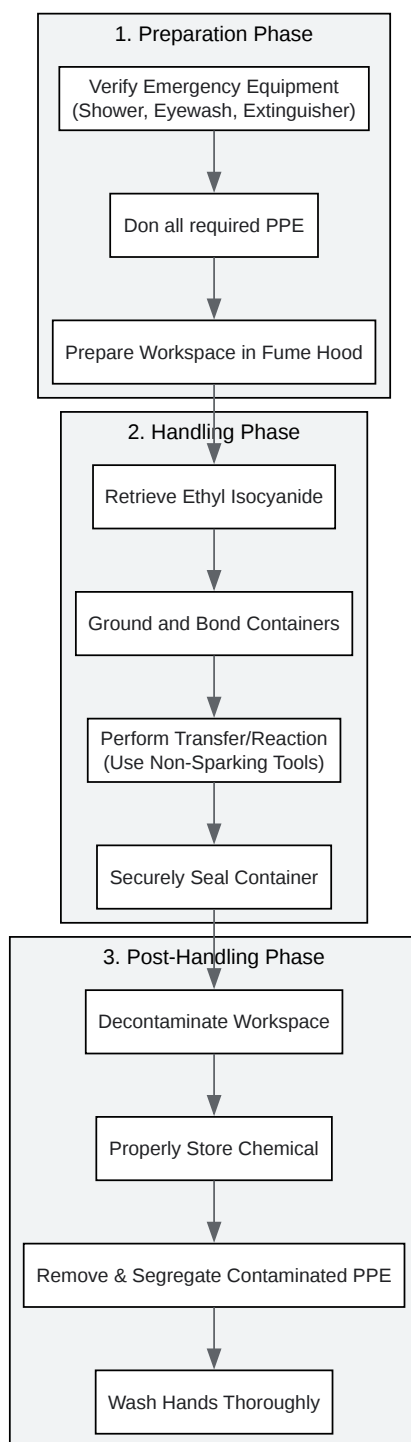 1. Preparation Phase
Verify Emergency Equipment
(Shower, Eyewash, Extinguisher)
Don all required PPE
Prepare Workspace in Fume Hood
2. Handling Phase
Retrieve Ethyl Isocyanide
Ground and Bond Containers
Perform Transfer/Reaction
(Use Non-Sparking Tools)
Securely Seal Container
3. Post-Handling Phase
Decontaminate Workspace
Properly Store Chemical
Remove & Segregate Contaminated PPE
Wash Hands Thoroughly